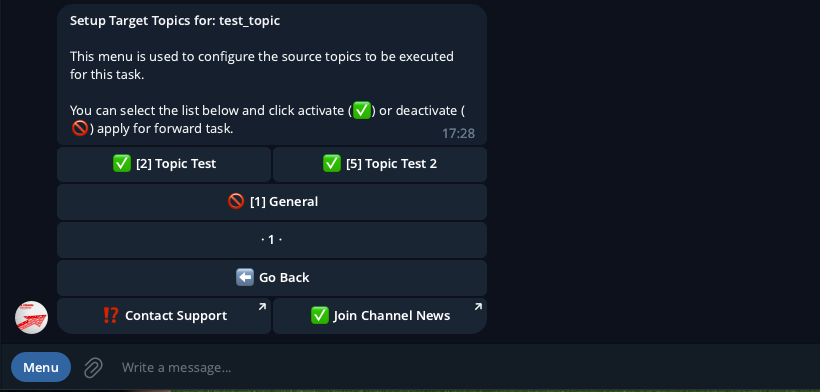 Setup Target Topics for: test_topic
This menu is used to configure the source topics to be executed
for this task.
You can select the list below and click activate (✅) or deactivate (
🚫) apply for forward task.
17:28
✅ [2] Topic Test
✅ [5] Topic Test 2
🚫 [1] General
· 1 ·
⬅️ Go Back
⁉️ Contact Support
✅ Join Channel News
Menu
Write a message...